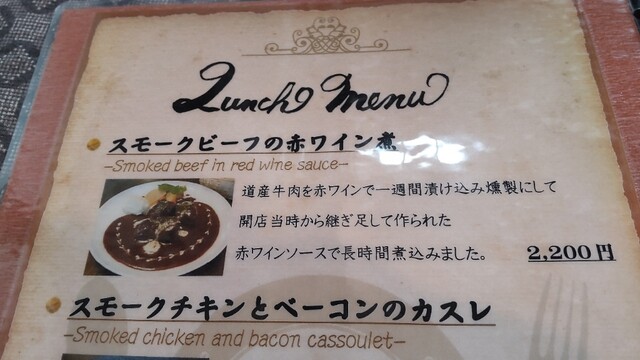 Lunch Menu
スモークビーフの赤ワイン煮
-Smoked beef in red wine sauce-
道産牛肉を赤ワインで一週間漬け込み燻製にして
開店当時から継ぎ足して作られた
赤ワインソースで長時間煮込みました。 2,200円
スモークチキンとベーコンのカスレ
-Smoked chicken and bacon cassoulet-